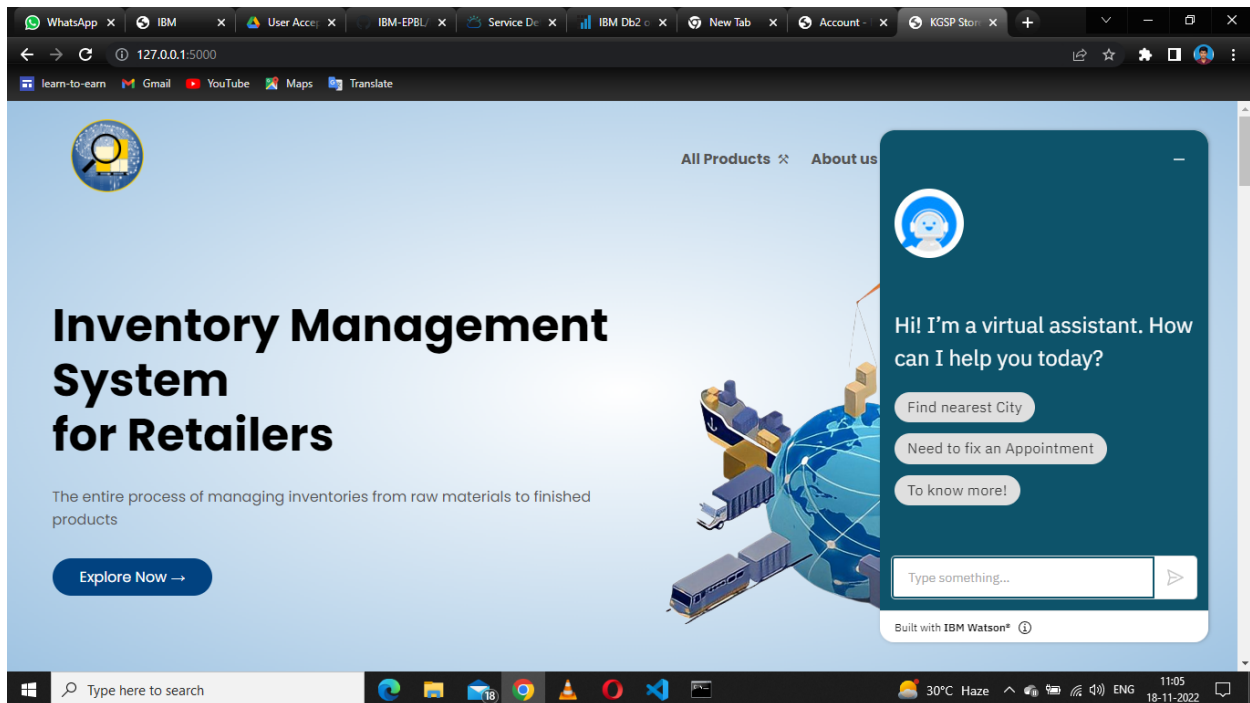 WhatsApp
IBM
User Accep
IBM-EPBL/
Service De
IBM Db2 o
New Tab
Account -
KGSP Stor
127.0.0.1:5000
learn-to-earn
Gmail
YouTube
Maps
Translate
All Products
About us
Hi! I'm a virtual assistant. How
can I help you today?
Inventory Management
System
for Retailers
Find nearest City
Need to fix an Appointment
To know more!
The entire process of managing inventories from raw materials to finished
products
Explore Now →
Type something...
Built with IBM Watson®
Type here to search
18
30°C Haze
ENG
11:05
18-11-2022